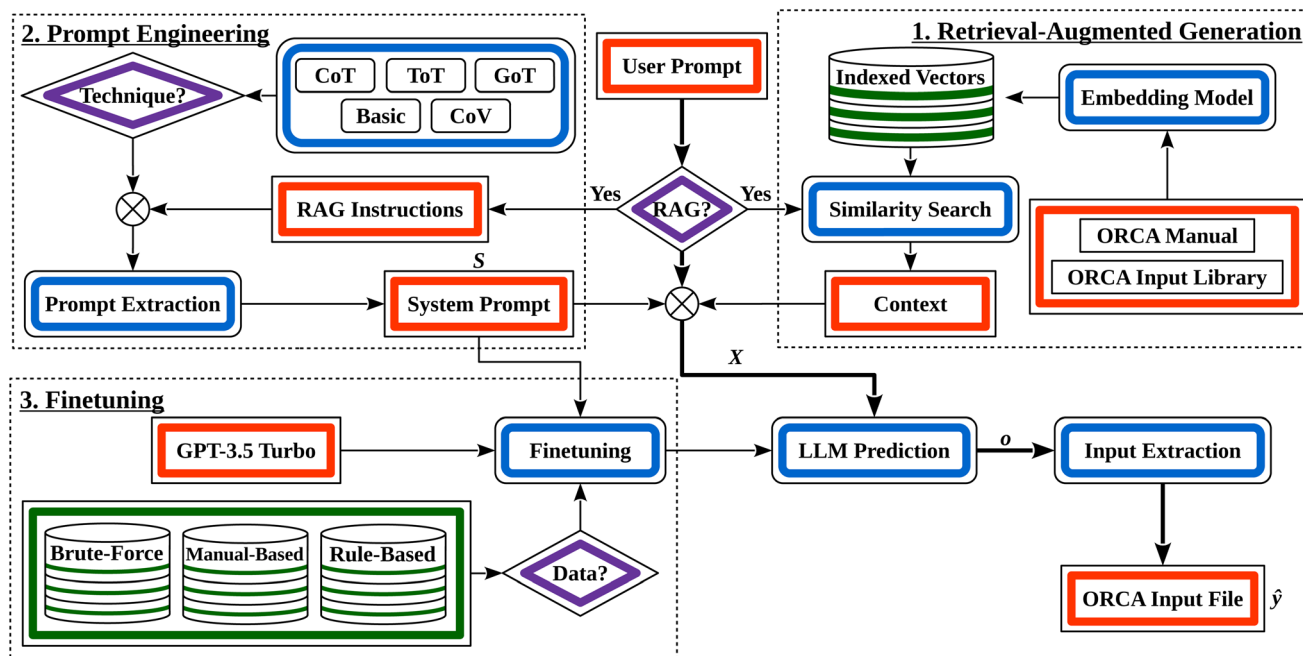 2. Prompt Engineering
Technique?
CoT
ToT
GoT
Basic
CoV
RAG Instructions
Prompt Extraction
S
System Prompt
User Prompt
Yes
RAG?
Yes
1. Retrieval-Augmented Generation
Indexed Vectors
Embedding Model
Similarity Search
ORCA Manual
ORCA Input Library
Context
X
3. Finetuning
GPT-3.5 Turbo
Finetuning
Brute-Force
Manual-Based
Rule-Based
Data?
LLM Prediction
o
Input Extraction
ORCA Input File
ŷ